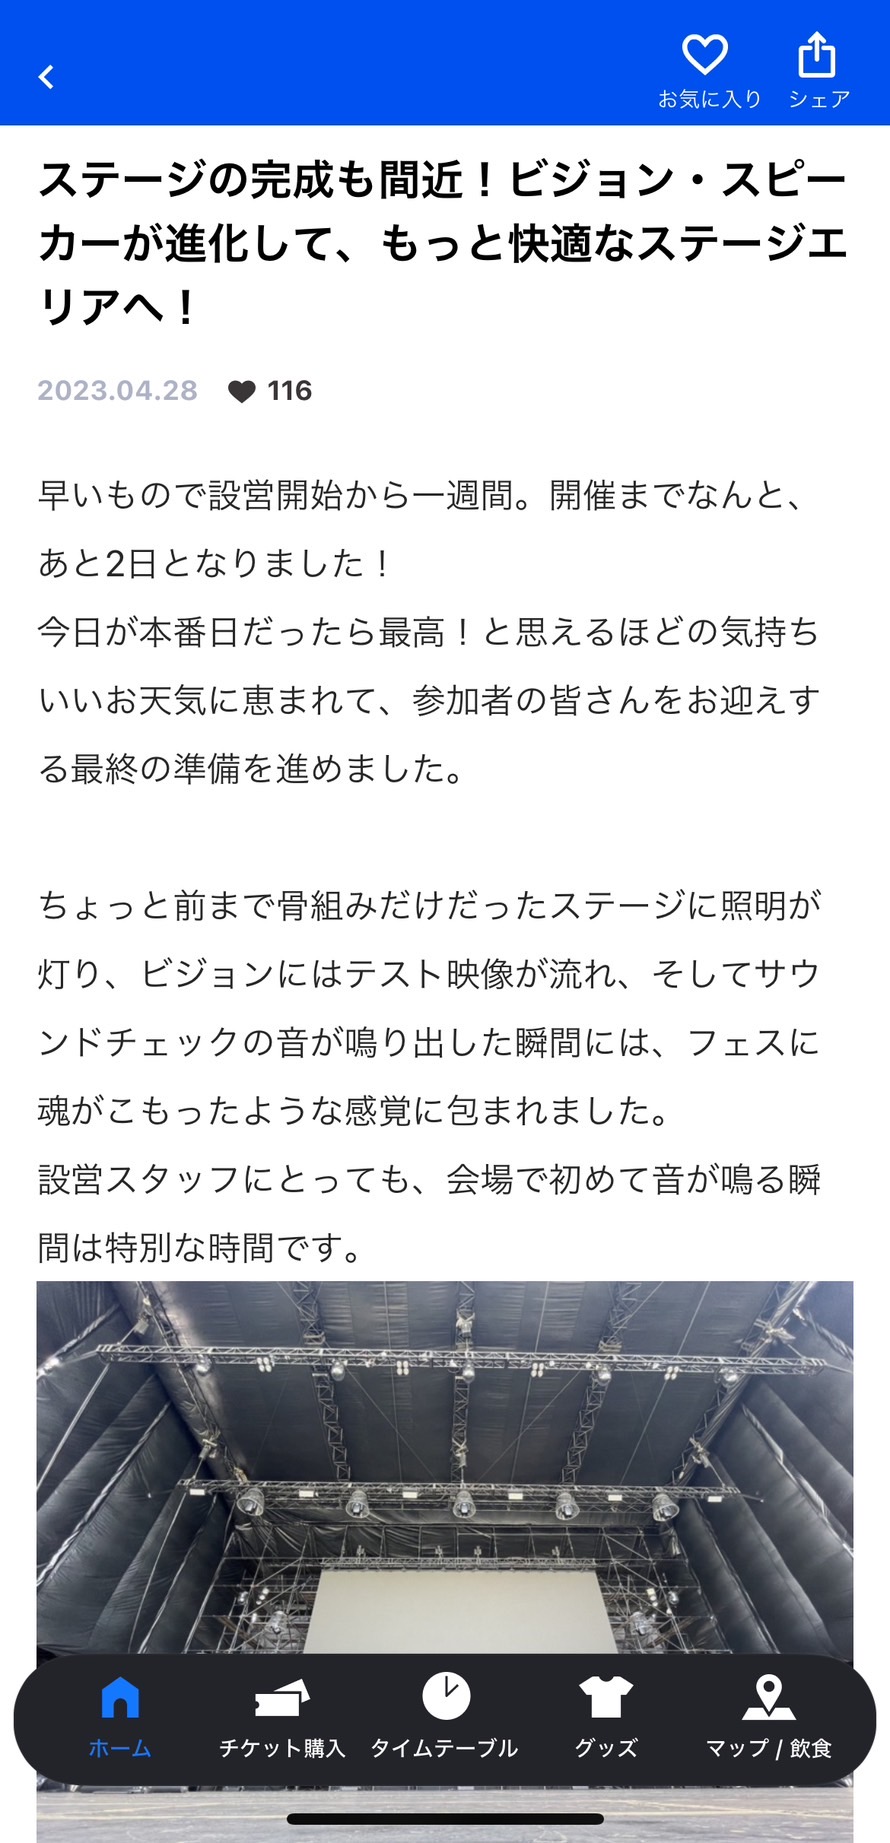 お気に入り シェア
ステージの完成も間近！ビジョン・スピー
カーが進化して、もっと快適なステージエ
リアへ！
2023.04.28 116
早いもので設営開始から一週間。開催までなんと、
あと2日となりました！
今日が本番日だったら最高！と思えるほどの気持ち
いいお天気に恵まれて、参加者の皆さんをお迎えす
る最終の準備を進めました。
ちょっと前まで骨組みだけだったステージに照明が
灯り、ビジョンにはテスト映像が流れ、そしてサウ
ンドチェックの音が鳴り出した瞬間には、フェスに
魂がこもったような感覚に包まれました。
設営スタッフにとっても、会場で初めて音が鳴る瞬
間は特別な時間です。
ホーム チケット購入 タイムテーブル グッズ マップ / 飲食